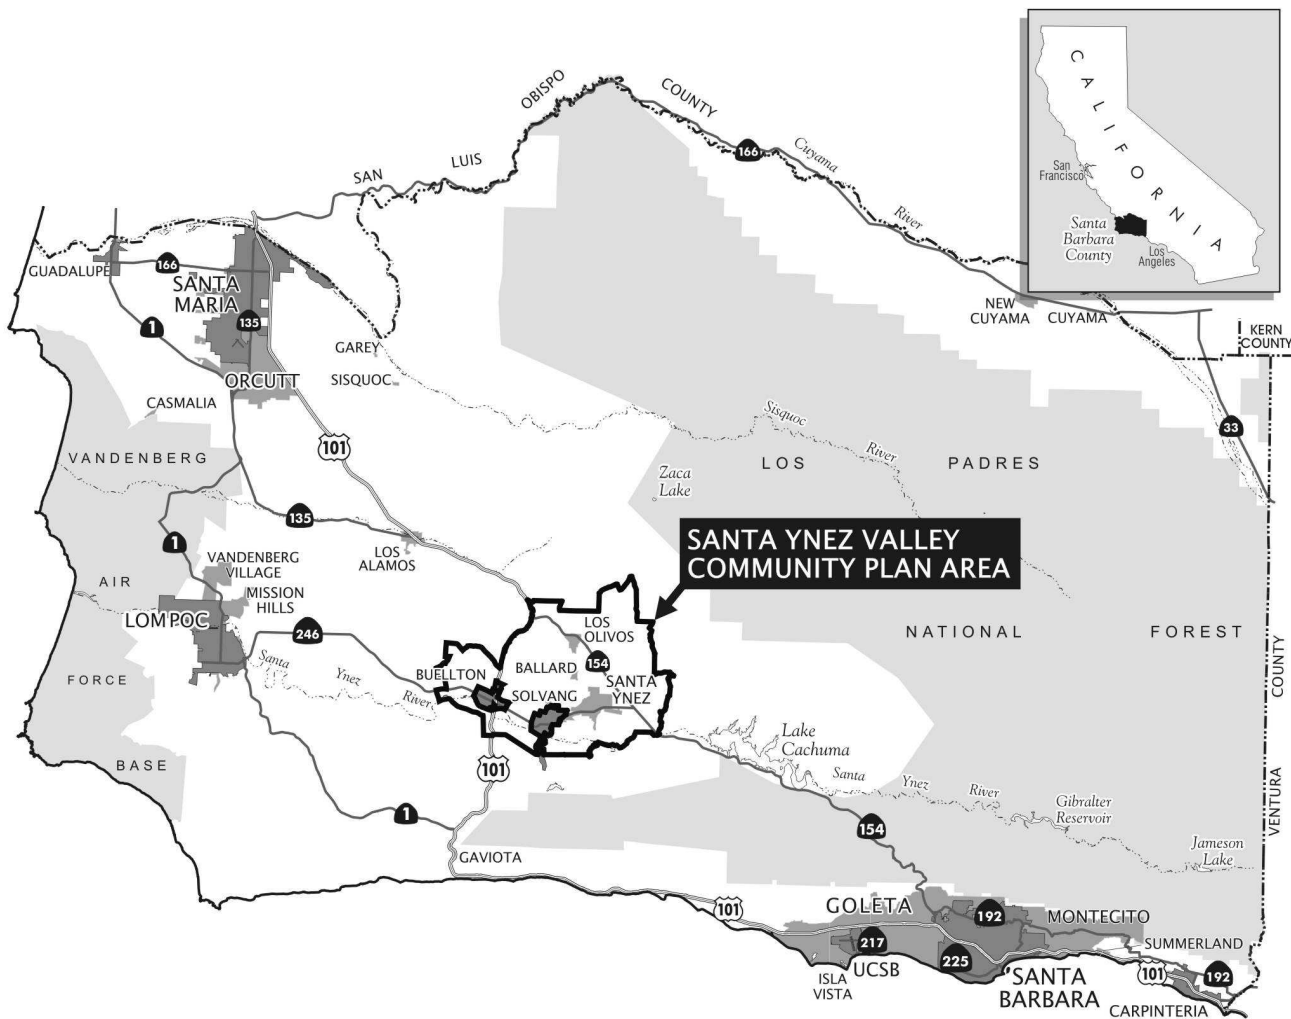 CALIFORNIA
San
Francisco
Santa
Barbara
County
Los
Angeles
SAN
LUIS
OBISPO
COUNTY
166
Cuyama
River
GUADALUPE
166
SANTA
MARIA
135
1
GAREY
SISQUOC
ORCUTT
CASMALIA
101
NEW
CUYAMA
CUYAMA
KERN
COUNTY
33
Sisquoc
River
LOS
PADRES
NATIONAL
FOREST
Zaca
Lake
VANDENBERG
AIR
FORCE
BASE
135
LOS
ALAMOS
1
VANDENBERG
VILLAGE
MISSION
HILLS
LOMPOC
246
Santa
Ynez
River
SANTA YNEZ VALLEY
COMMUNITY PLAN AREA
LOS
OLIVOS
BUELLTON
BALLARD
154
SOLVANG
SANTA
YNEZ
101
1
Lake
Cachuma
Santa
Ynez
River
Gibralter
Reservoir
Jameson
Lake
154
VENTURA
COUNTY
GAVIOTA
101
GOLETA
192
MONTECITO
217
225
SUMMERLAND
ISLA
VISTA
UCSB
SANTA
BARBARA
101
192
CARPINTERIA